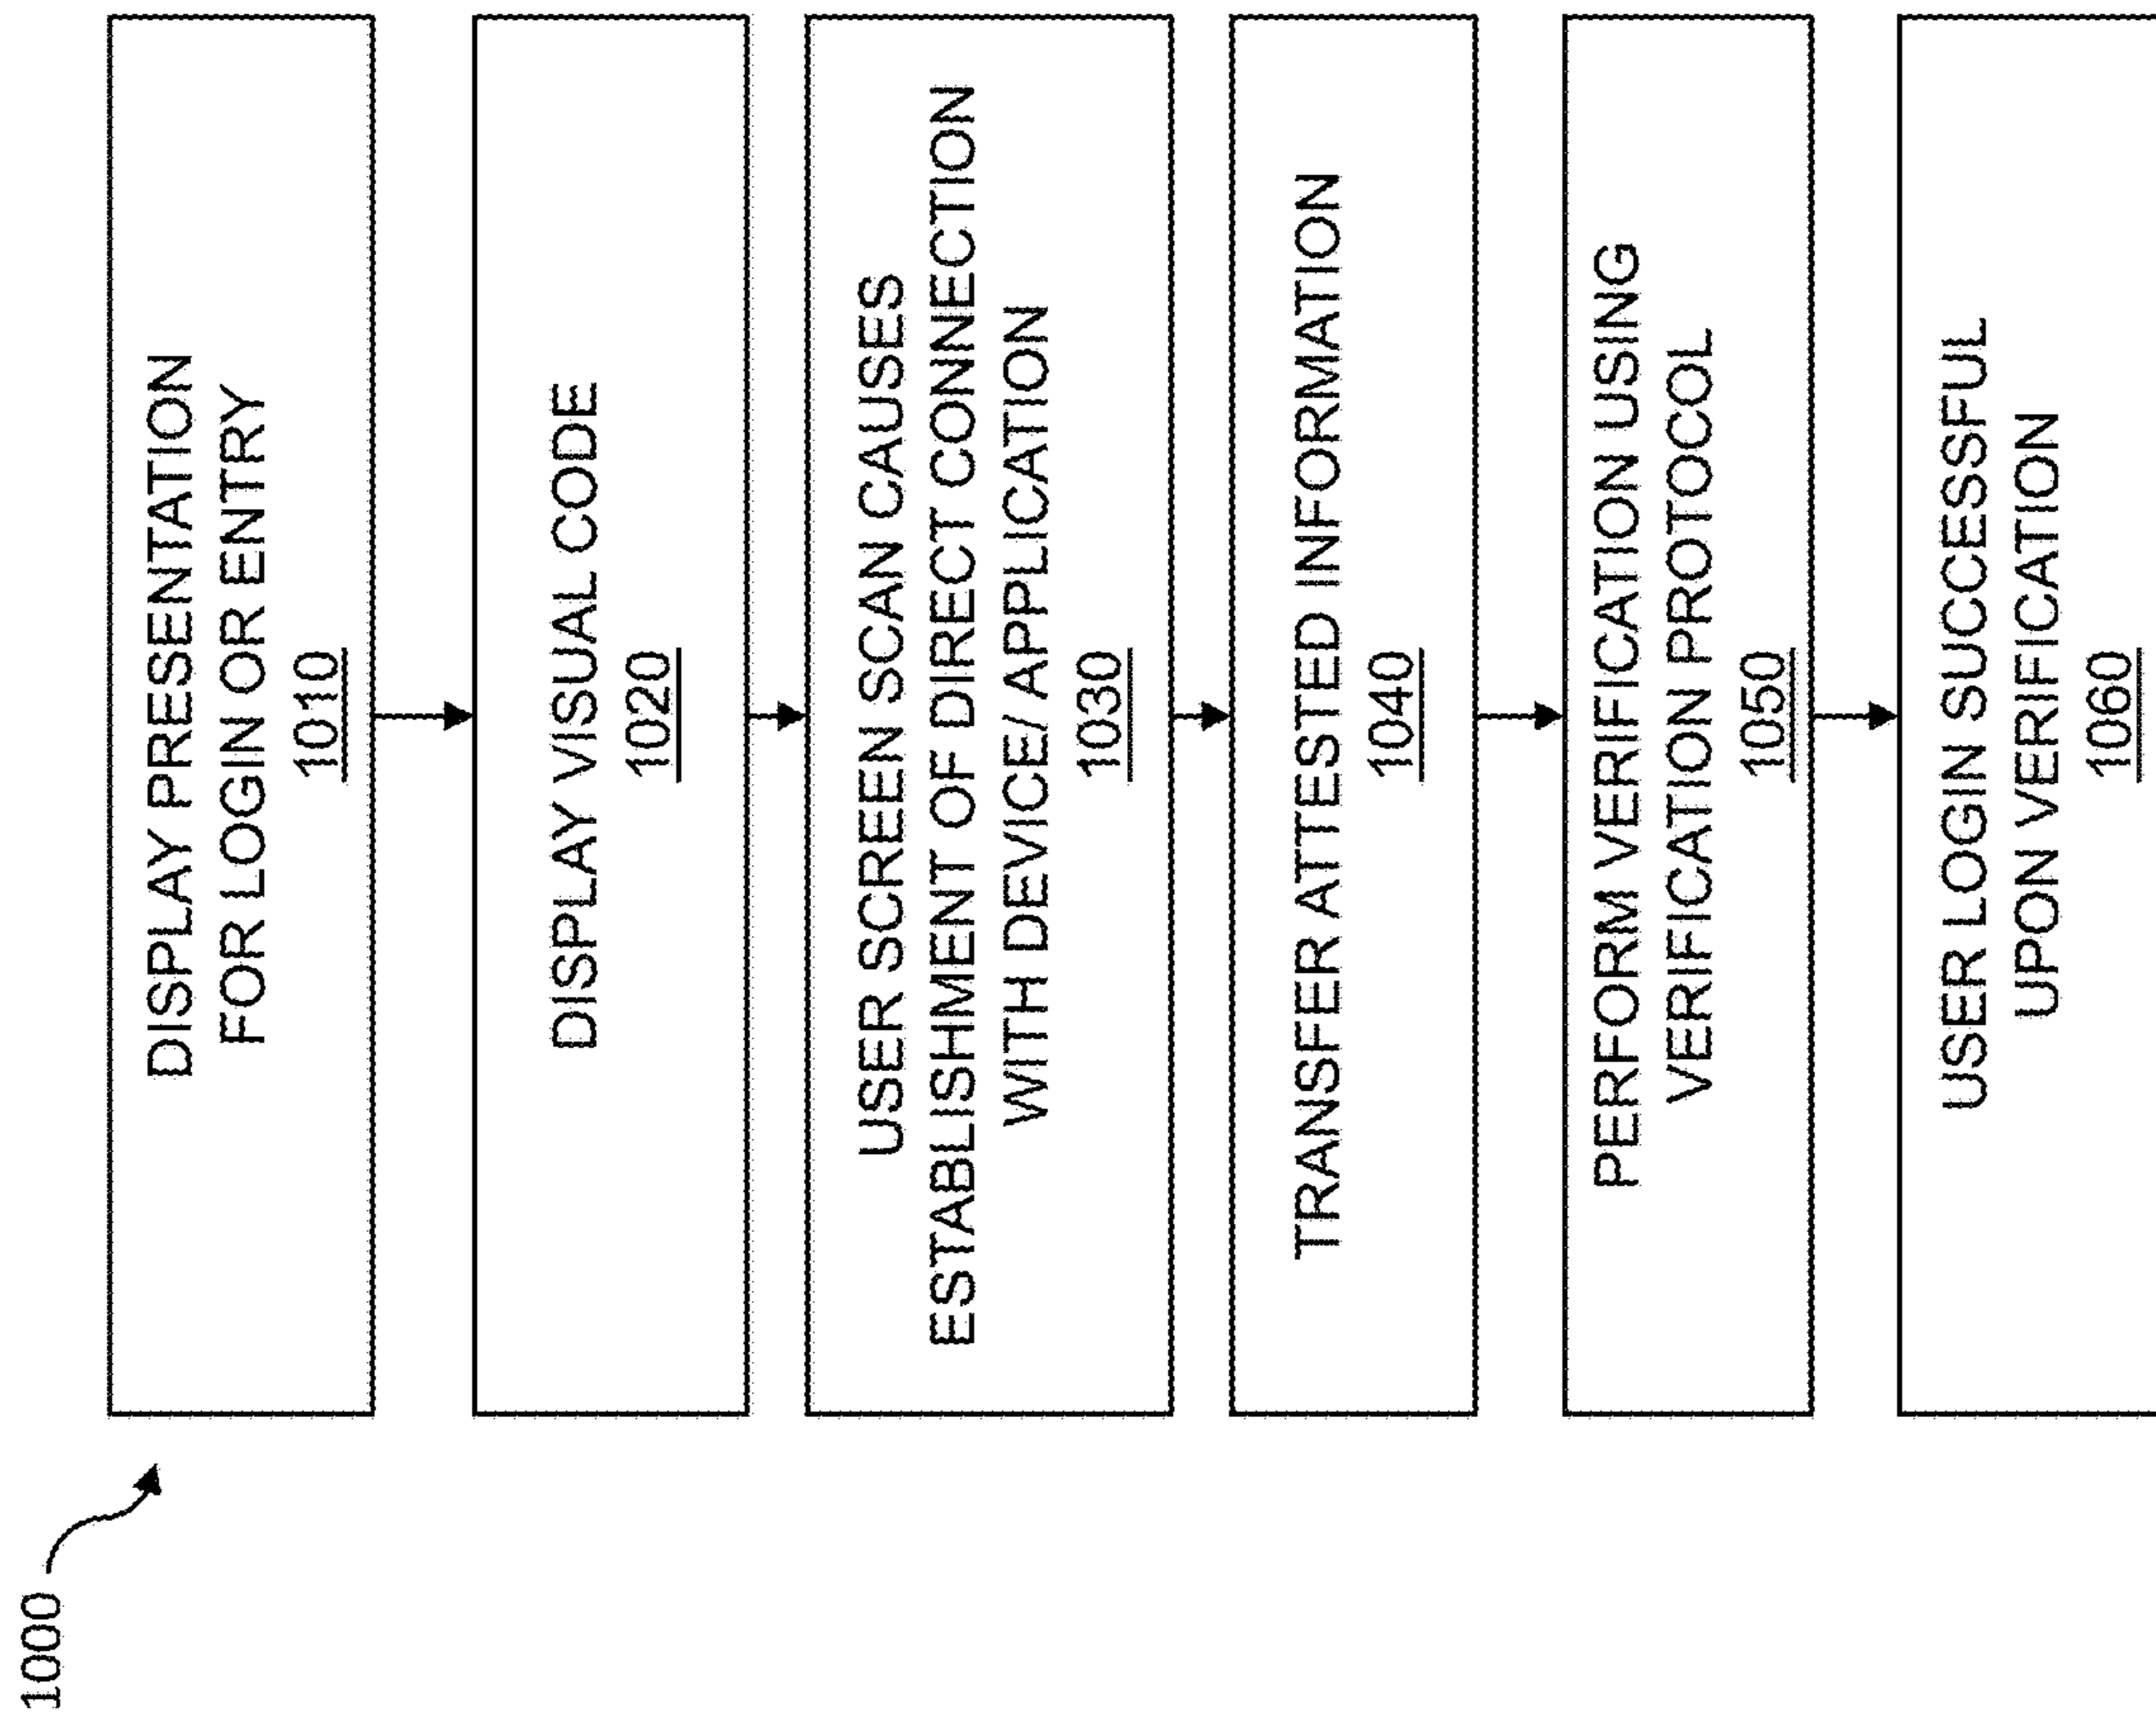 1000
DISPLAY PRESENTATION
FOR LOGIN OR ENTRY
1010
DISPLAY VISUAL CODE
1020
USER SCREEN SCAN CAUSES
ESTABLISHMENT OF DIRECT CONNECTION
WITH DEVICE/ APPLICATION
1030
TRANSFER ATTESTED INFORMATION
1040
PERFORM VERIFICATION USING
VERIFICATION PROTOCOL
1050
USER LOGIN SUCCESSFUL
UPON VERIFICATION
1060